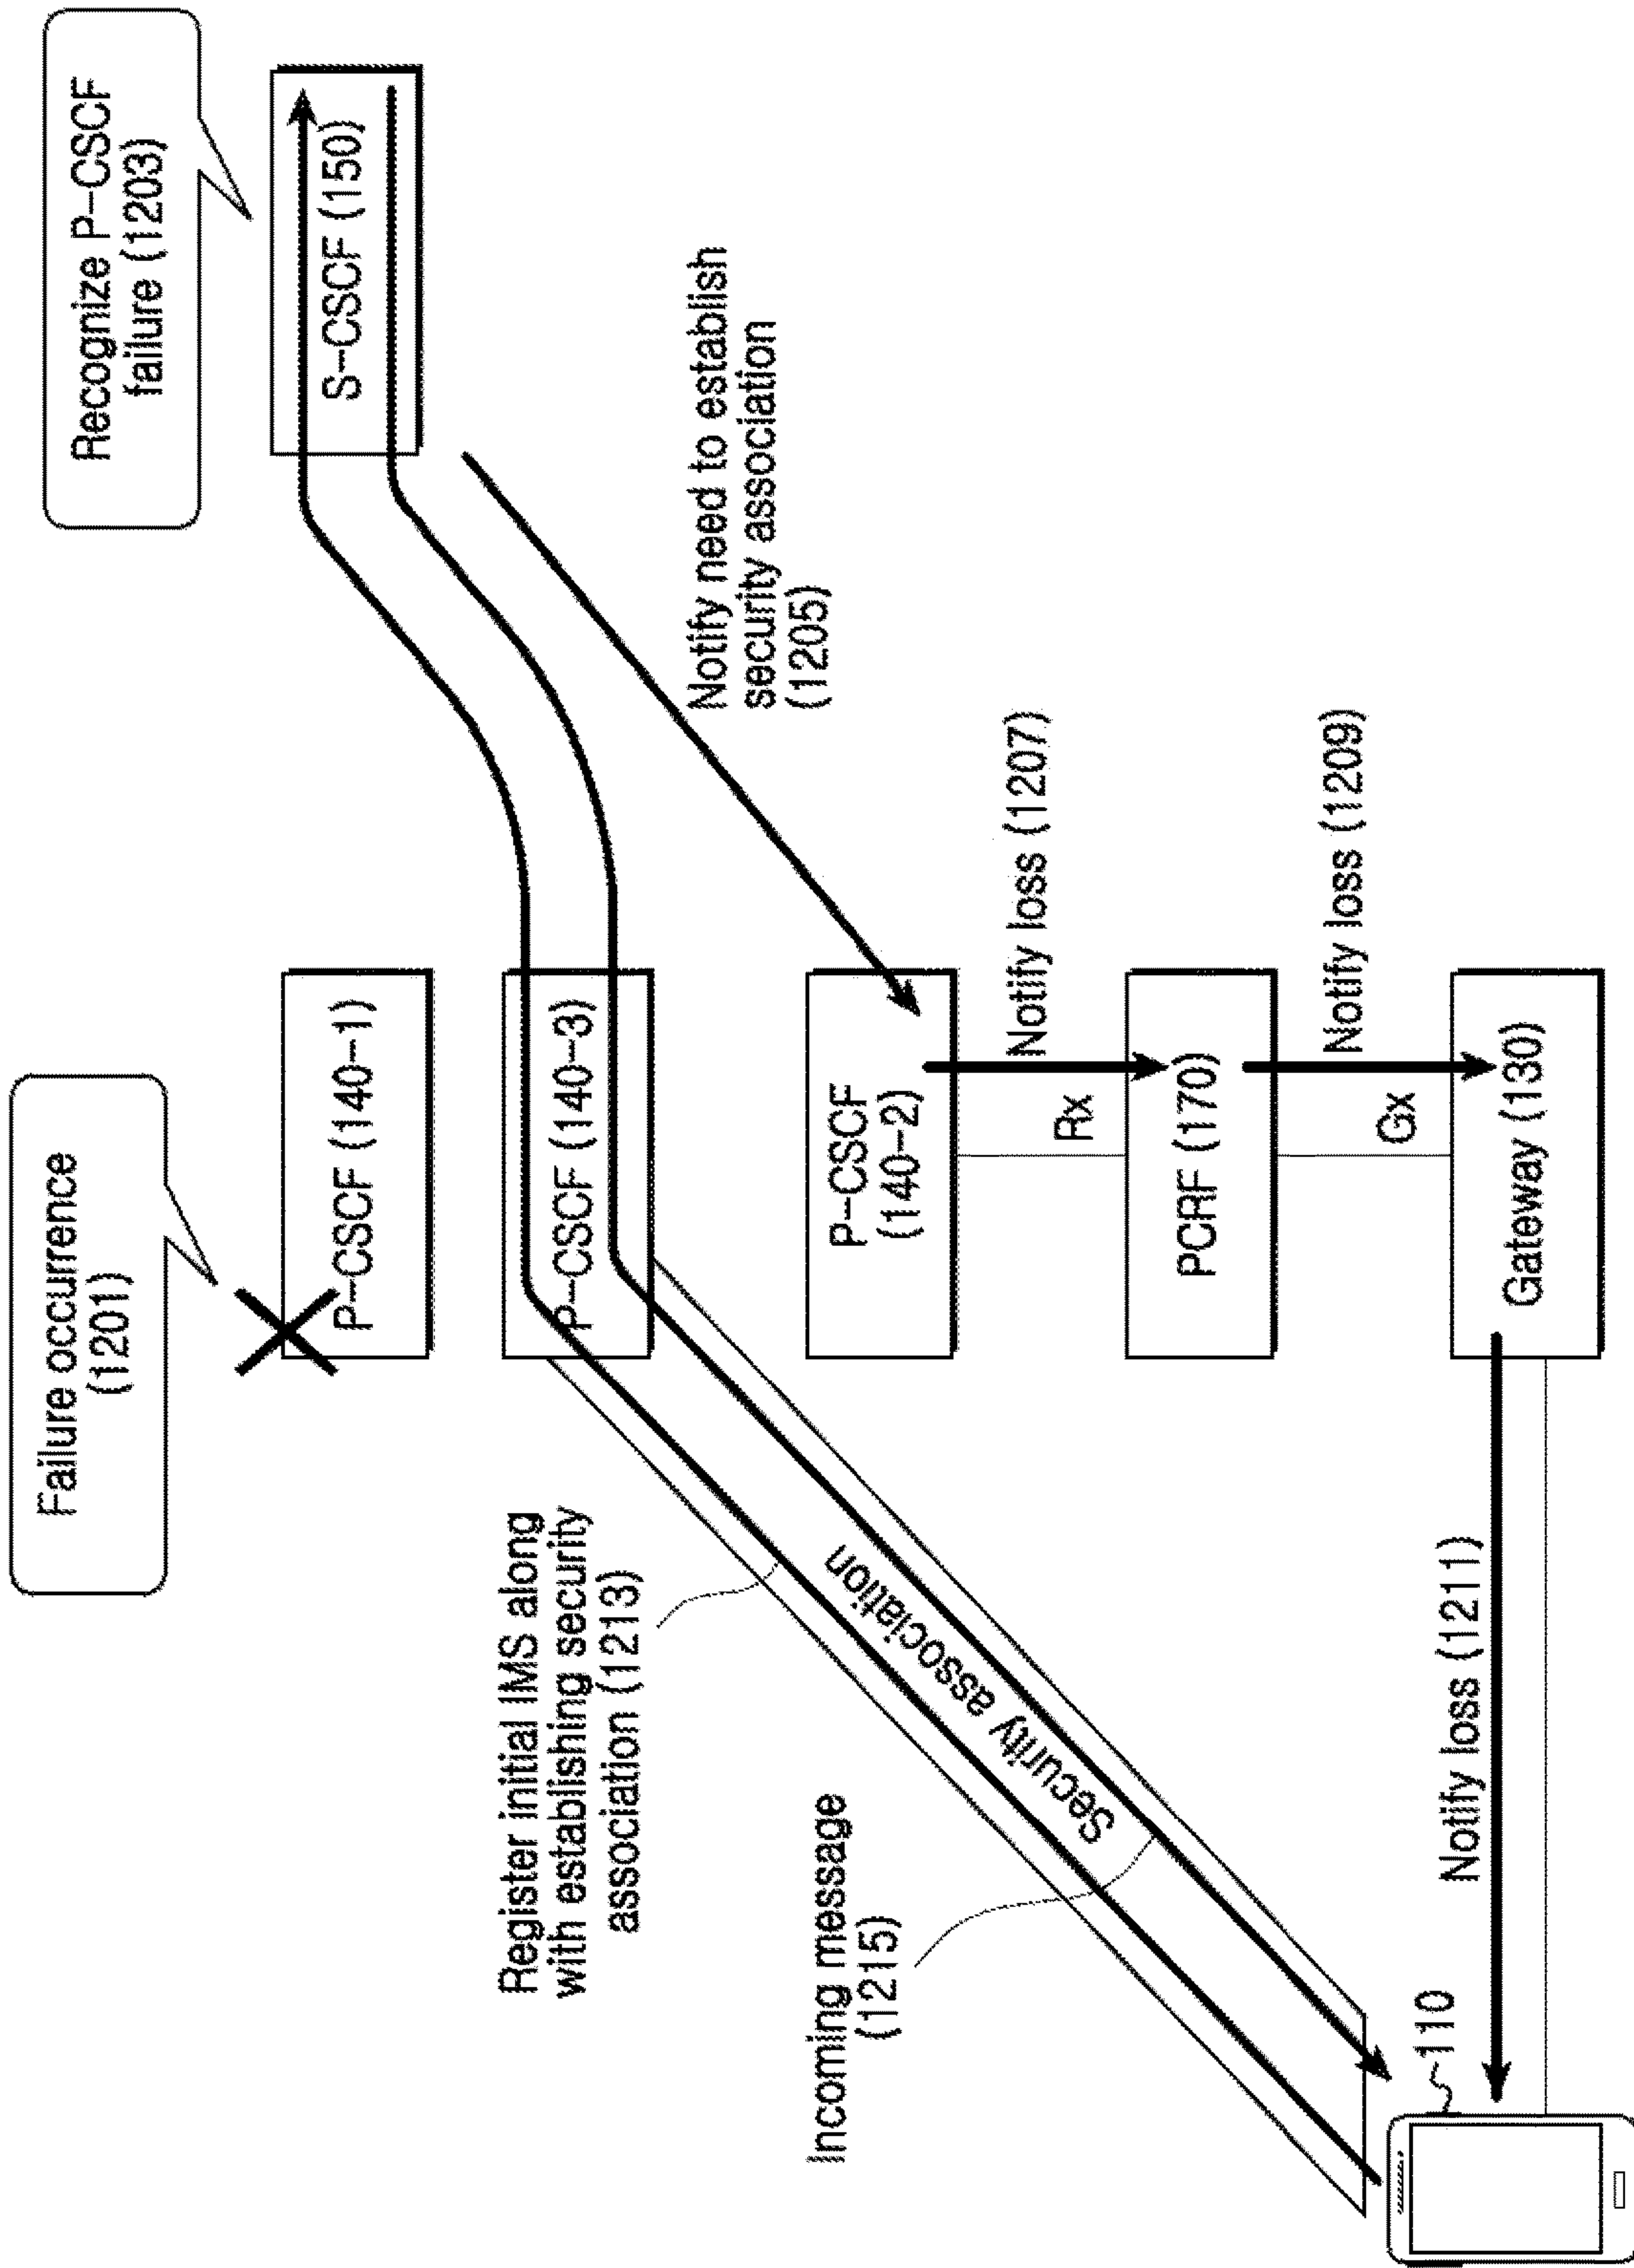 Failure occurrence
(1201)
Recognize P-CSCF
failure (1203)
P-CSCF (140-1)
S-CSCF (150)
Register initial IMS along
with establishing security
association (1213)
P-CSCF (140-3)
Notify need to establish
security association
(1205)
Security association
Incoming message
(1215)
P-CSCF
(140-2)
Rx
Notify loss (1207)
PCRF (170)
Gx
Notify loss (1209)
110
Notify loss (1211)
Gateway (130)